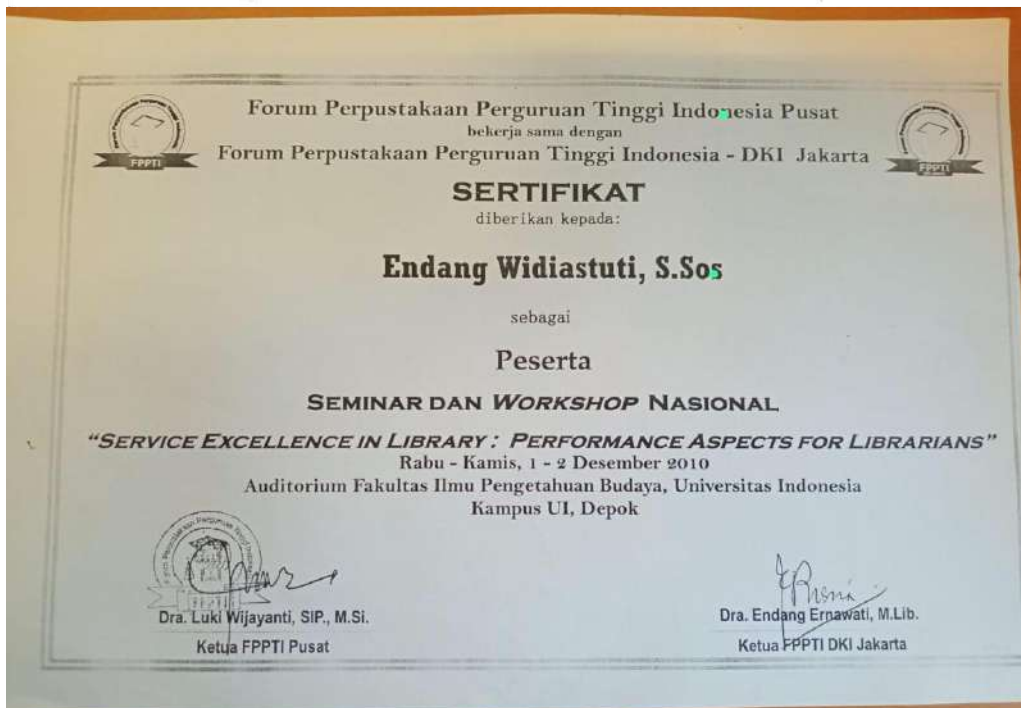 Forum Perpustakaan Perguruan Tinggi Indonesia Pusat
bekerja sama dengan
Forum Perpustakaan Perguruan Tinggi Indonesia - DKI Jakarta
FPPTI
FPPTI
SERTIFIKAT
diberikan kepada:
Endang Widiastuti, S.Sos
sebagai
Peserta
SEMINAR DAN WORKSHOP NASIONAL
"SERVICE EXCELLENCE IN LIBRARY : PERFORMANCE ASPECTS FOR LIBRARIANS"
Rabu - Kamis, 1 - 2 Desember 2010
Auditorium Fakultas Ilmu Pengetahuan Budaya, Universitas Indonesia
Kampus UI, Depok
FPPTI
Dra. Luki Wijayanti, SIP., M.Si.
Ketua FPPTI Pusat
Dra. Endang Ernawati, M.Lib.
Ketua FPPTI DKI Jakarta